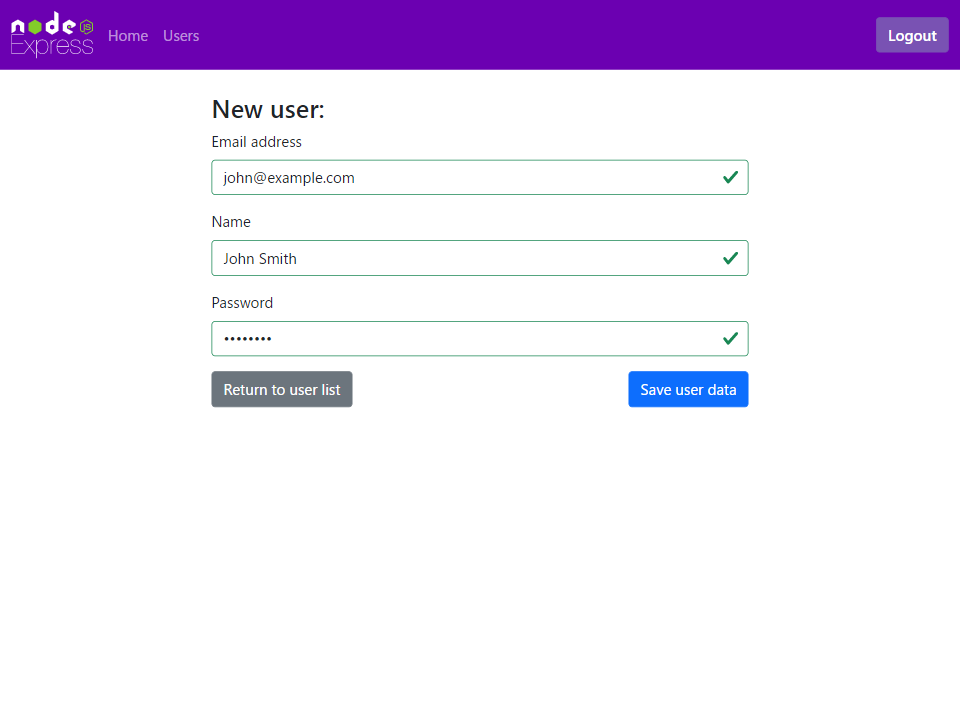 node JS
Express
Home
Users
Logout
New user:
Email address
john@example.com
Name
John Smith
Password
••••••••
Return to user list
Save user data